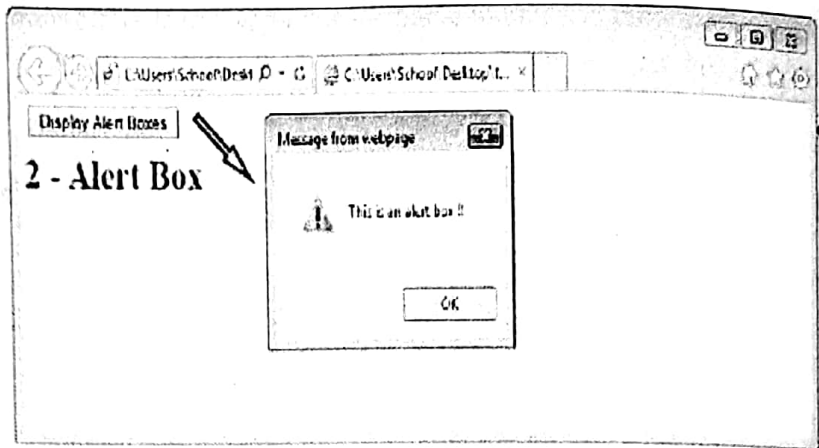 C:\Users\School\Deskt
C:\Users\School\Desktop\t...
Display Alert Boxes
2 - Alert Box
Message from webpage
This is an alert box !!
OK